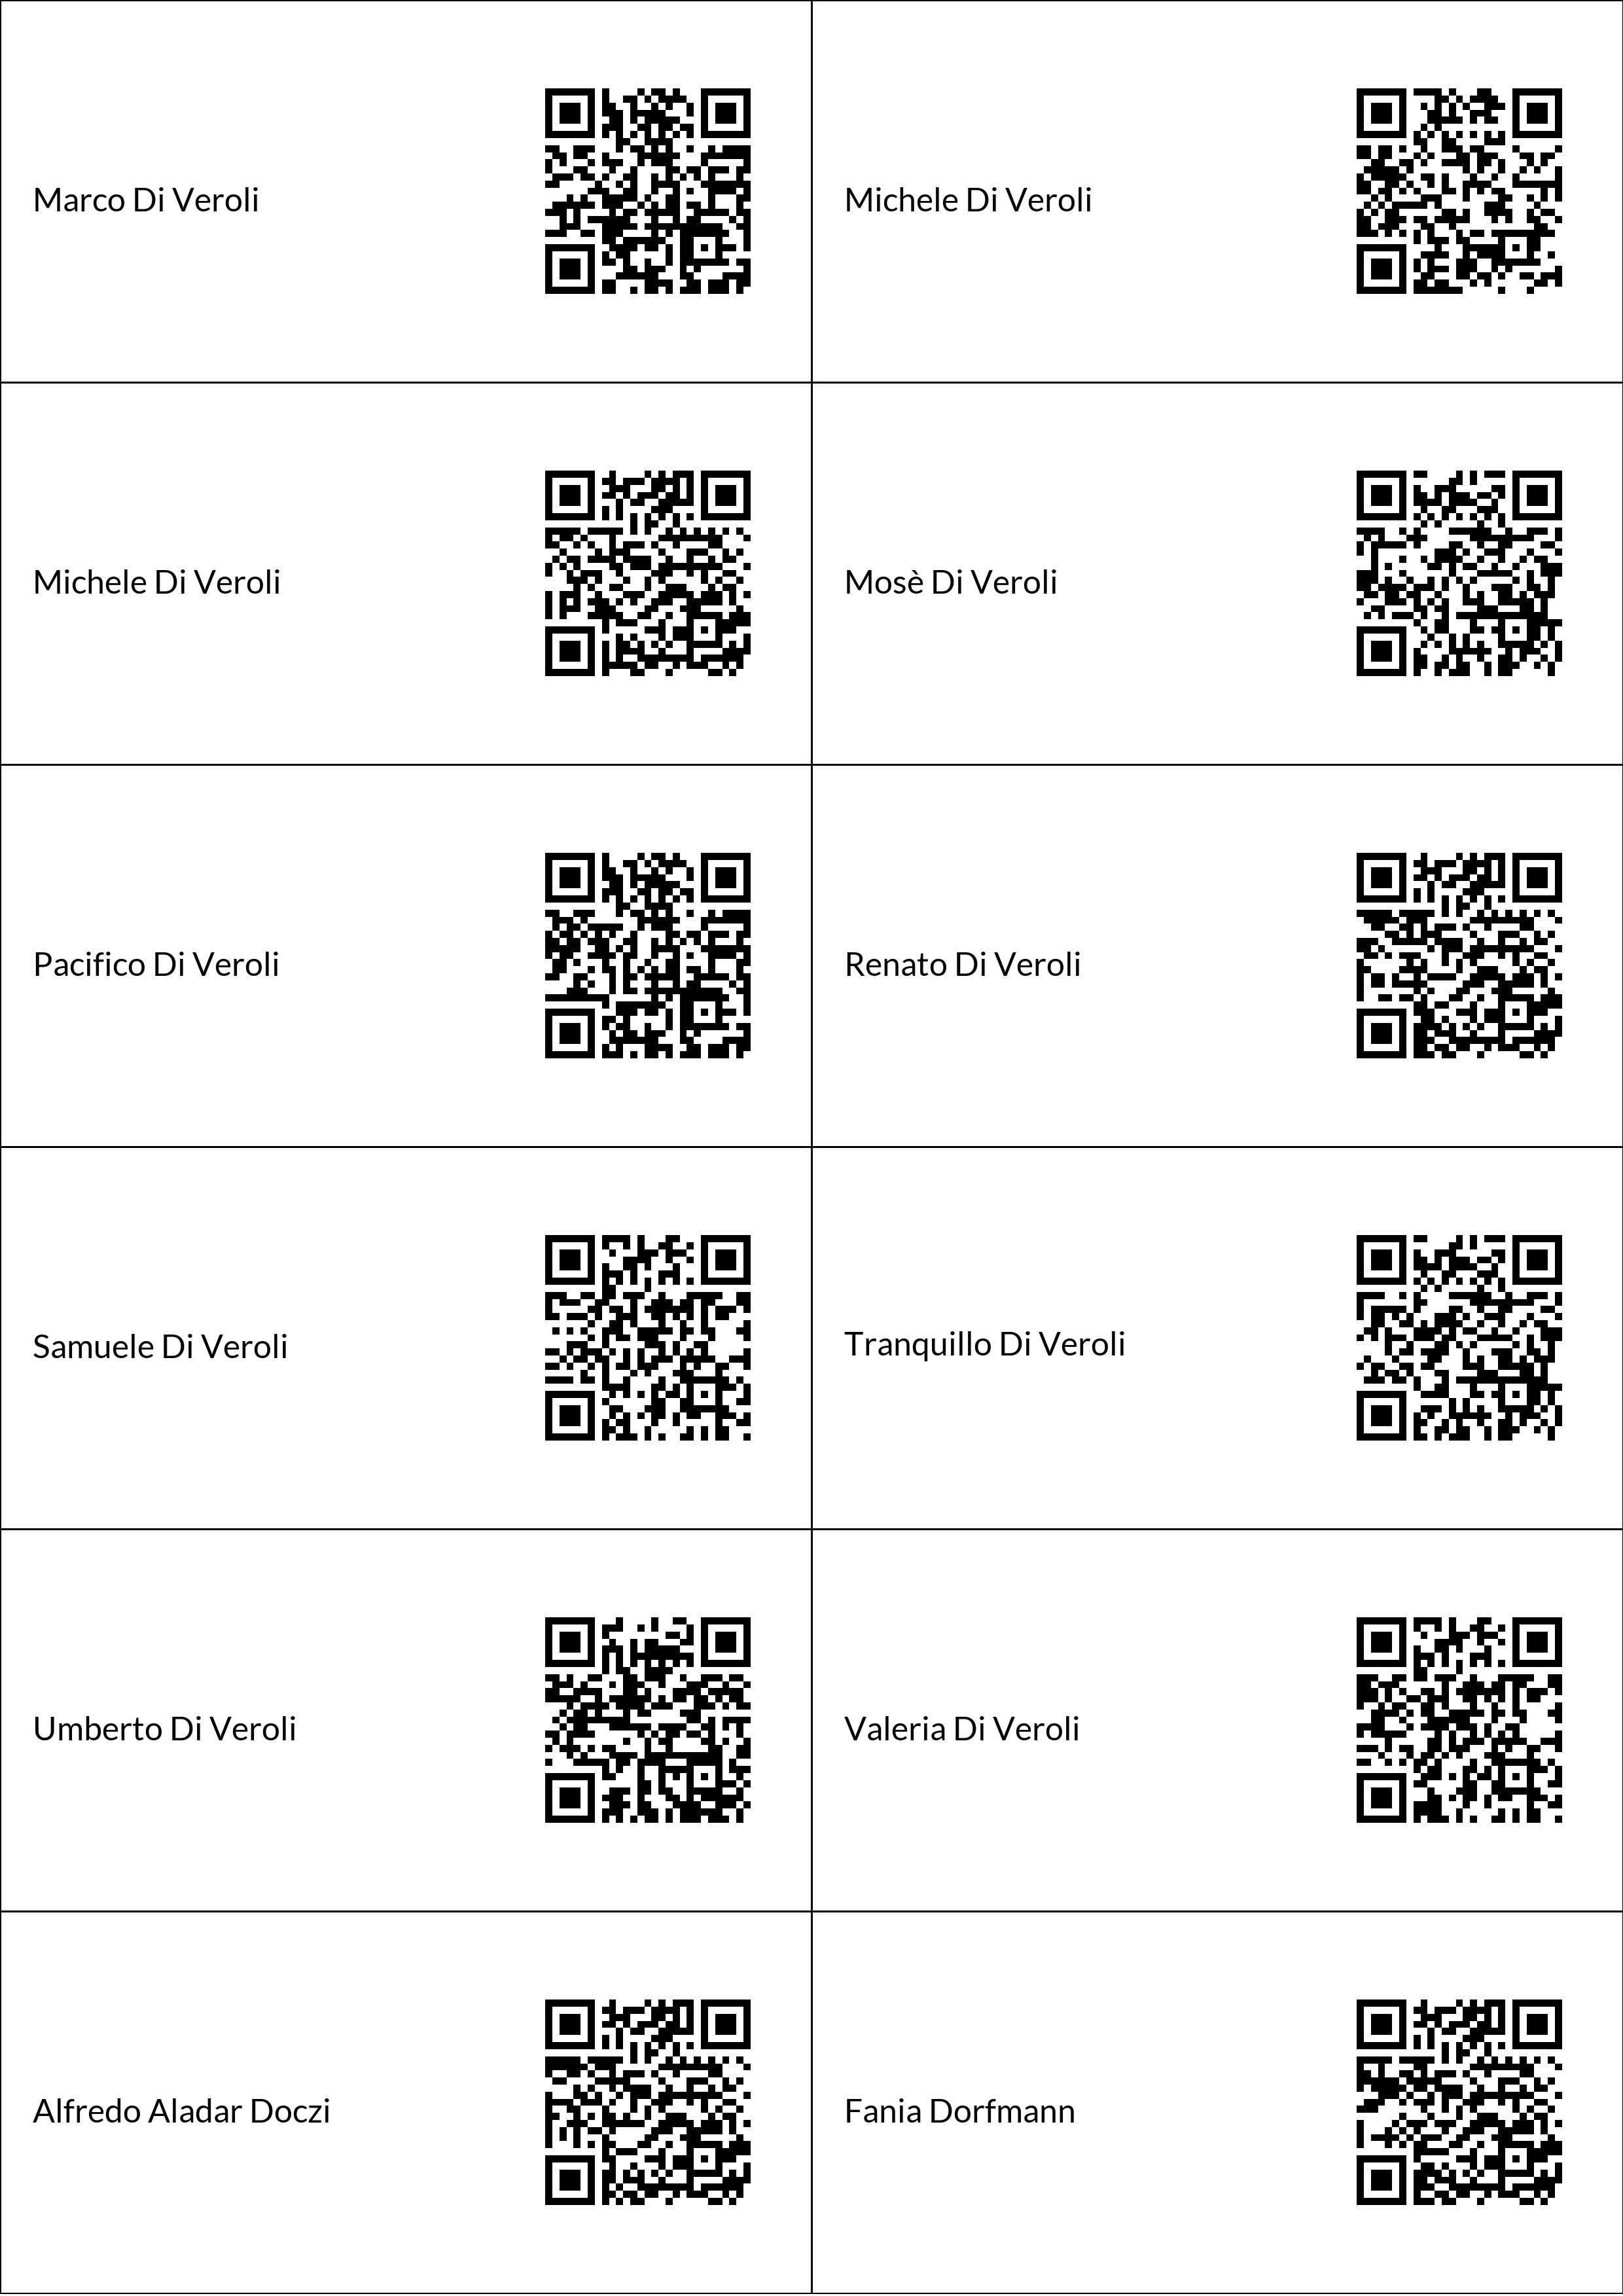 Marco Di Veroli
Michele Di Veroli
Michele Di Veroli
Mosè Di Veroli
Pacifico Di Veroli
Renato Di Veroli
Samuele Di Veroli
Tranquillo Di Veroli
Umberto Di Veroli
Valeria Di Veroli
Alfredo Aladar Doczi
Fania Dorfmann